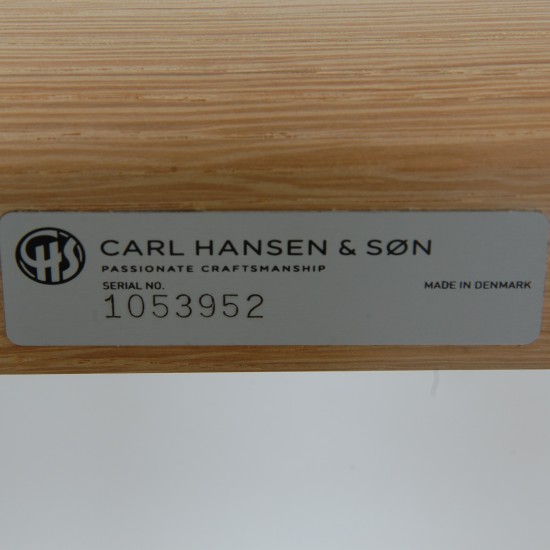 CHS
CARL HANSEN & SØN
PASSIONATE CRAFTSMANSHIP
SERIAL NO.
MADE IN DENMARK
1053952